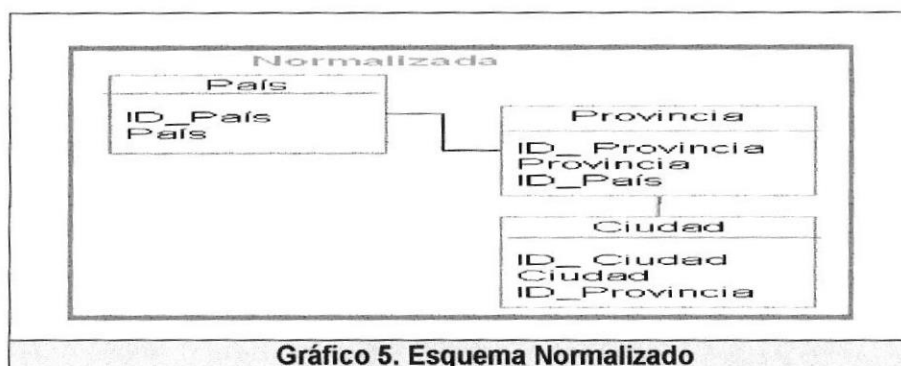 Normalizada
País
ID_País
País
Provincia
ID_ Provincia
Provincia
ID_País
Ciudad
ID_ Ciudad
Ciudad
ID_Provincia
Gráfico 5. Esquema Normalizado